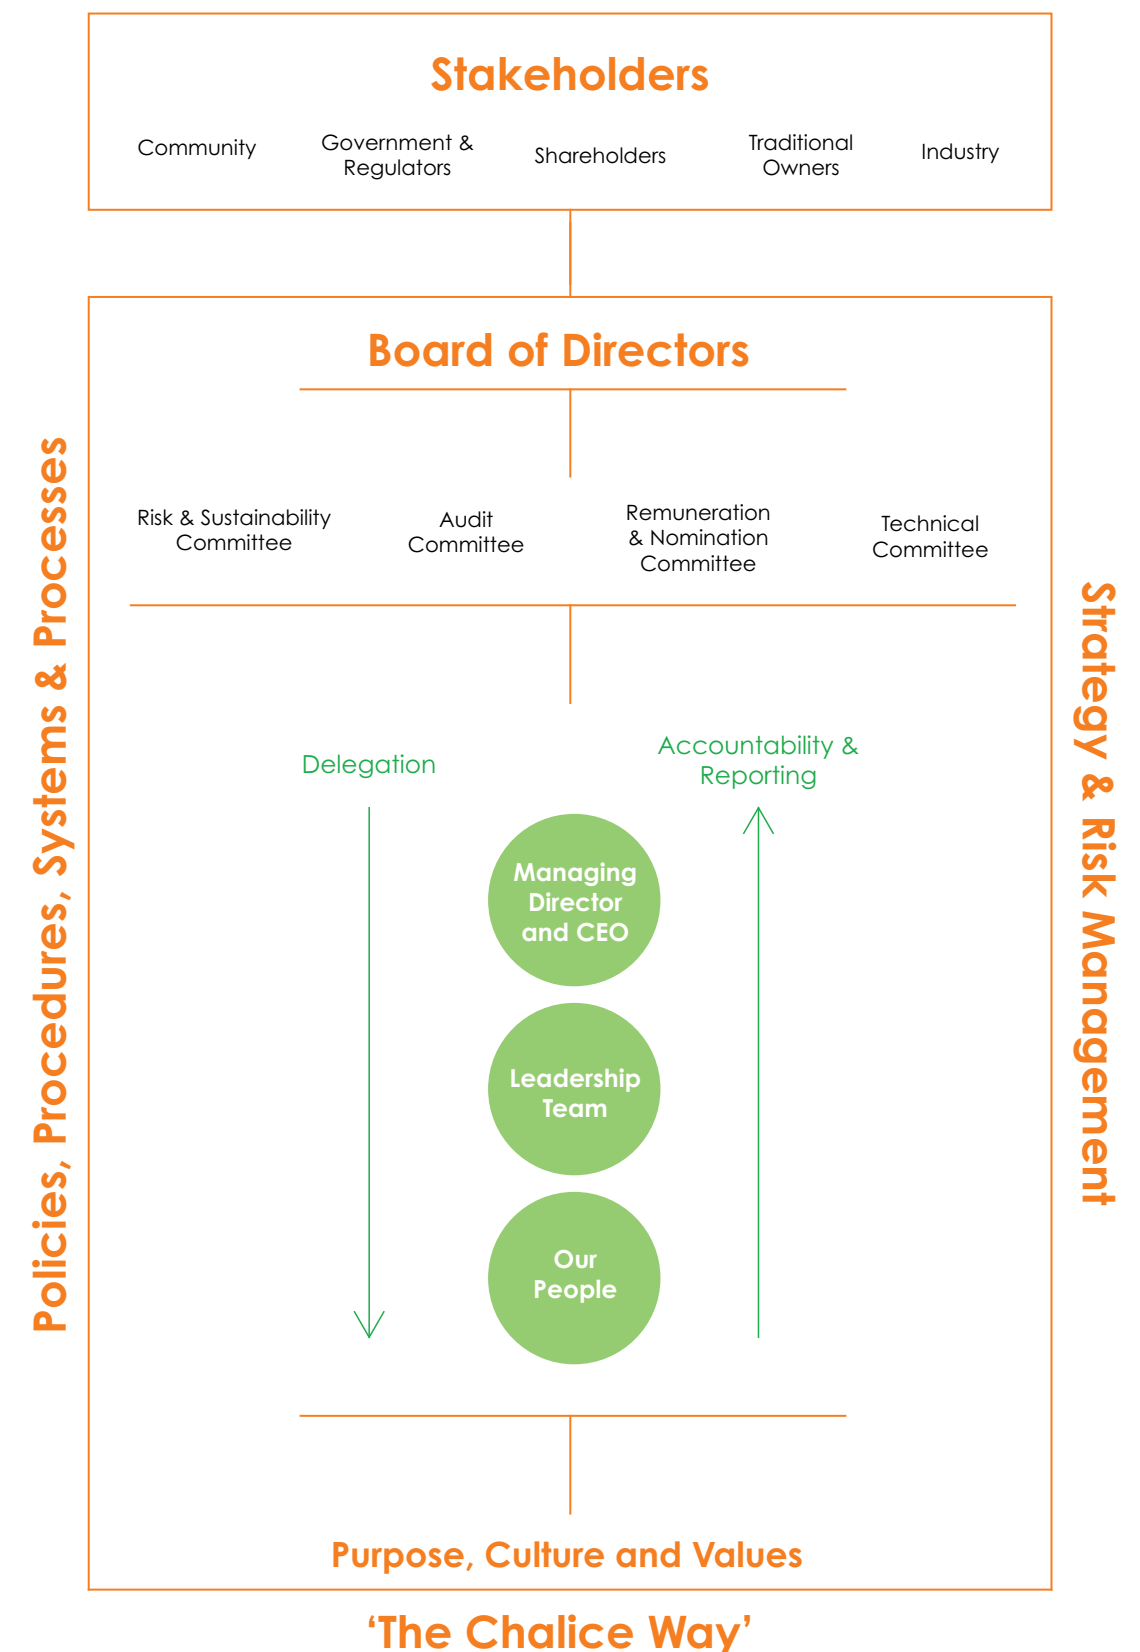 Stakeholders
Community
Government &
Regulators
Shareholders
Traditional
Owners
Industry
Board of Directors
Risk & Sustainability
Committee
Audit
Committee
Remuneration
& Nomination
Committee
Technical
Committee
Policies, Procedures, Systems & Processes
Strategy & Risk Management
Delegation
Accountability &
Reporting
Managing
Director
and CEO
Leadership
Team
Our
People
Purpose, Culture and Values
‘The Chalice Way’